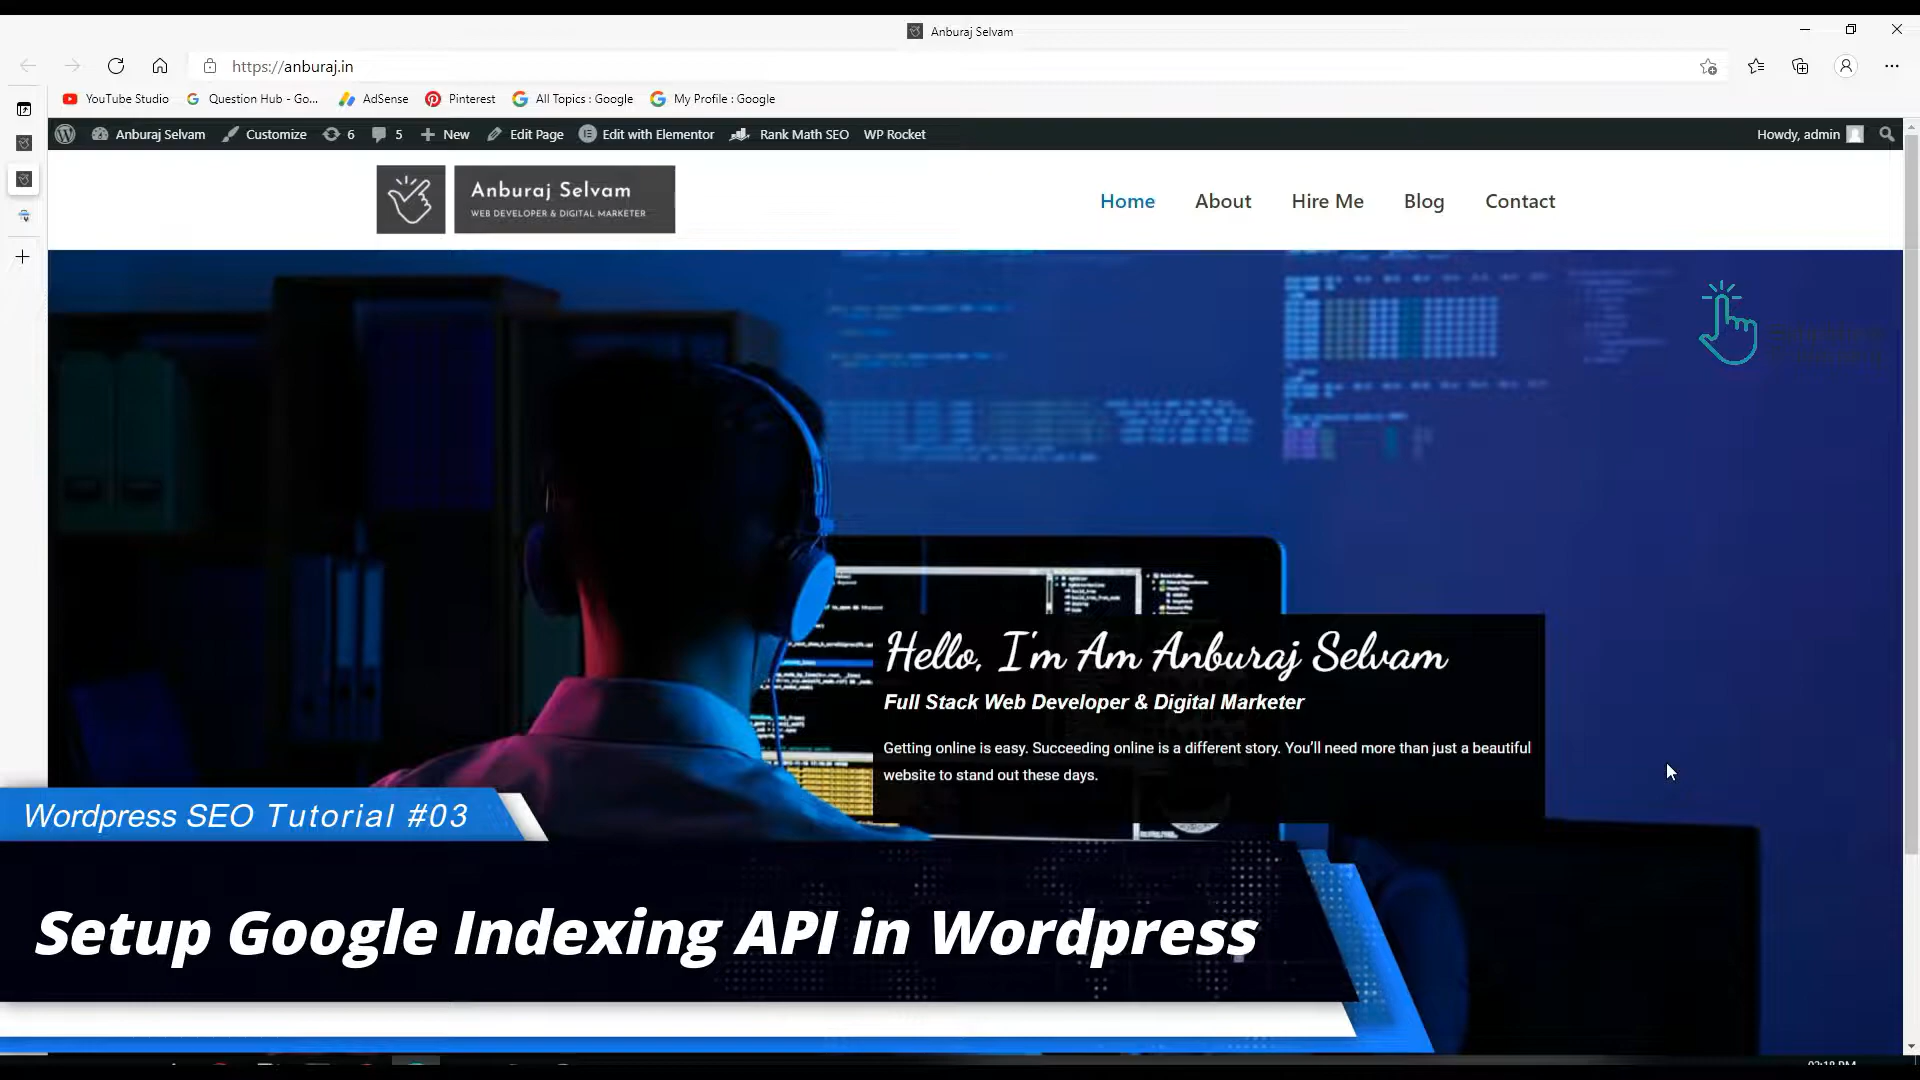 Anburaj Selvam
https://anburaj.in
YouTube Studio
Question Hub - Go...
AdSense
Pinterest
All Topics : Google
My Profile : Google
Anburaj Selvam
Customize
6
5
New
Edit Page
Edit with Elementor
Rank Math SEO
WP Rocket
Howdy, admin
Anburaj Selvam
WEB DEVELOPER & DIGITAL MARKETER
Home
About
Hire Me
Blog
Contact
Hello, I'm Am Anburaj Selvam
Full Stack Web Developer & Digital Marketer
Getting online is easy. Succeeding online is a different story. You'll need more than just a beautiful
website to stand out these days.
Wordpress SEO Tutorial #03
Setup Google Indexing API in Wordpress